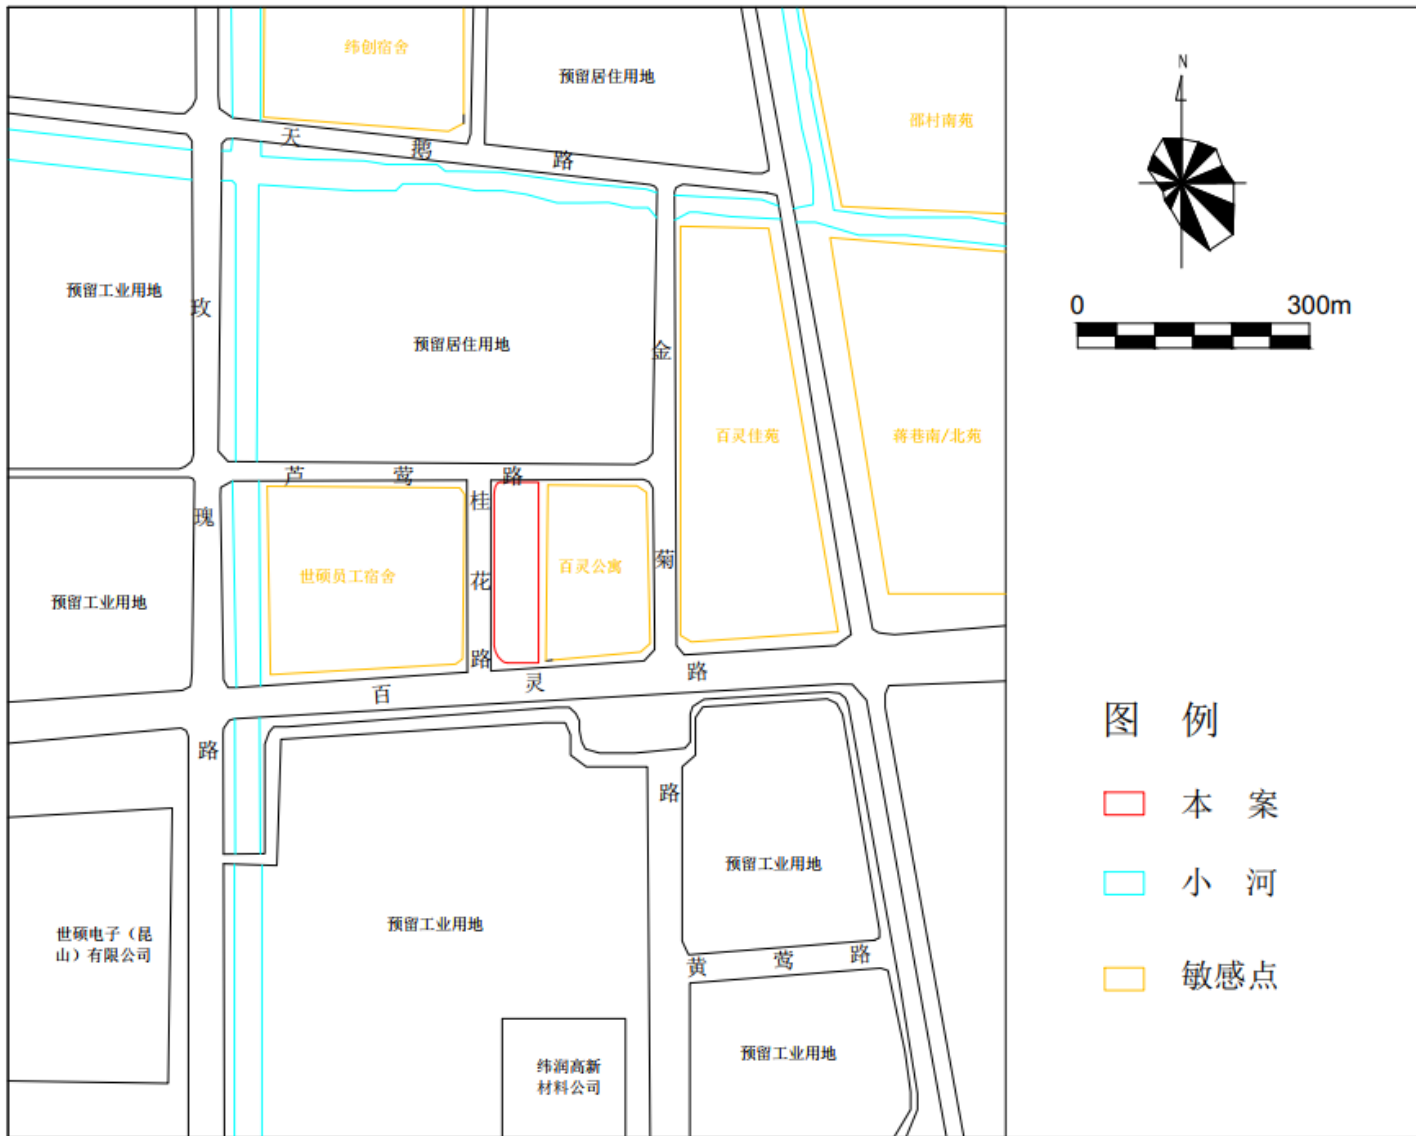 纬创宿舍
预留居住用地
邵村南苑
N
天鹅路
0 300m
预留工业用地
玫瑰路
预留居住用地
金菊路
百灵佳苑
蒋巷南/北苑
芦莺路
桂花路
世硕员工宿舍
百灵公寓
预留工业用地
百灵路
图 例
本 案
小 河
敏感点
预留工业用地
预留工业用地
世硕电子（昆
山）有限公司
黄莺路
预留工业用地
纬润高新
材料公司